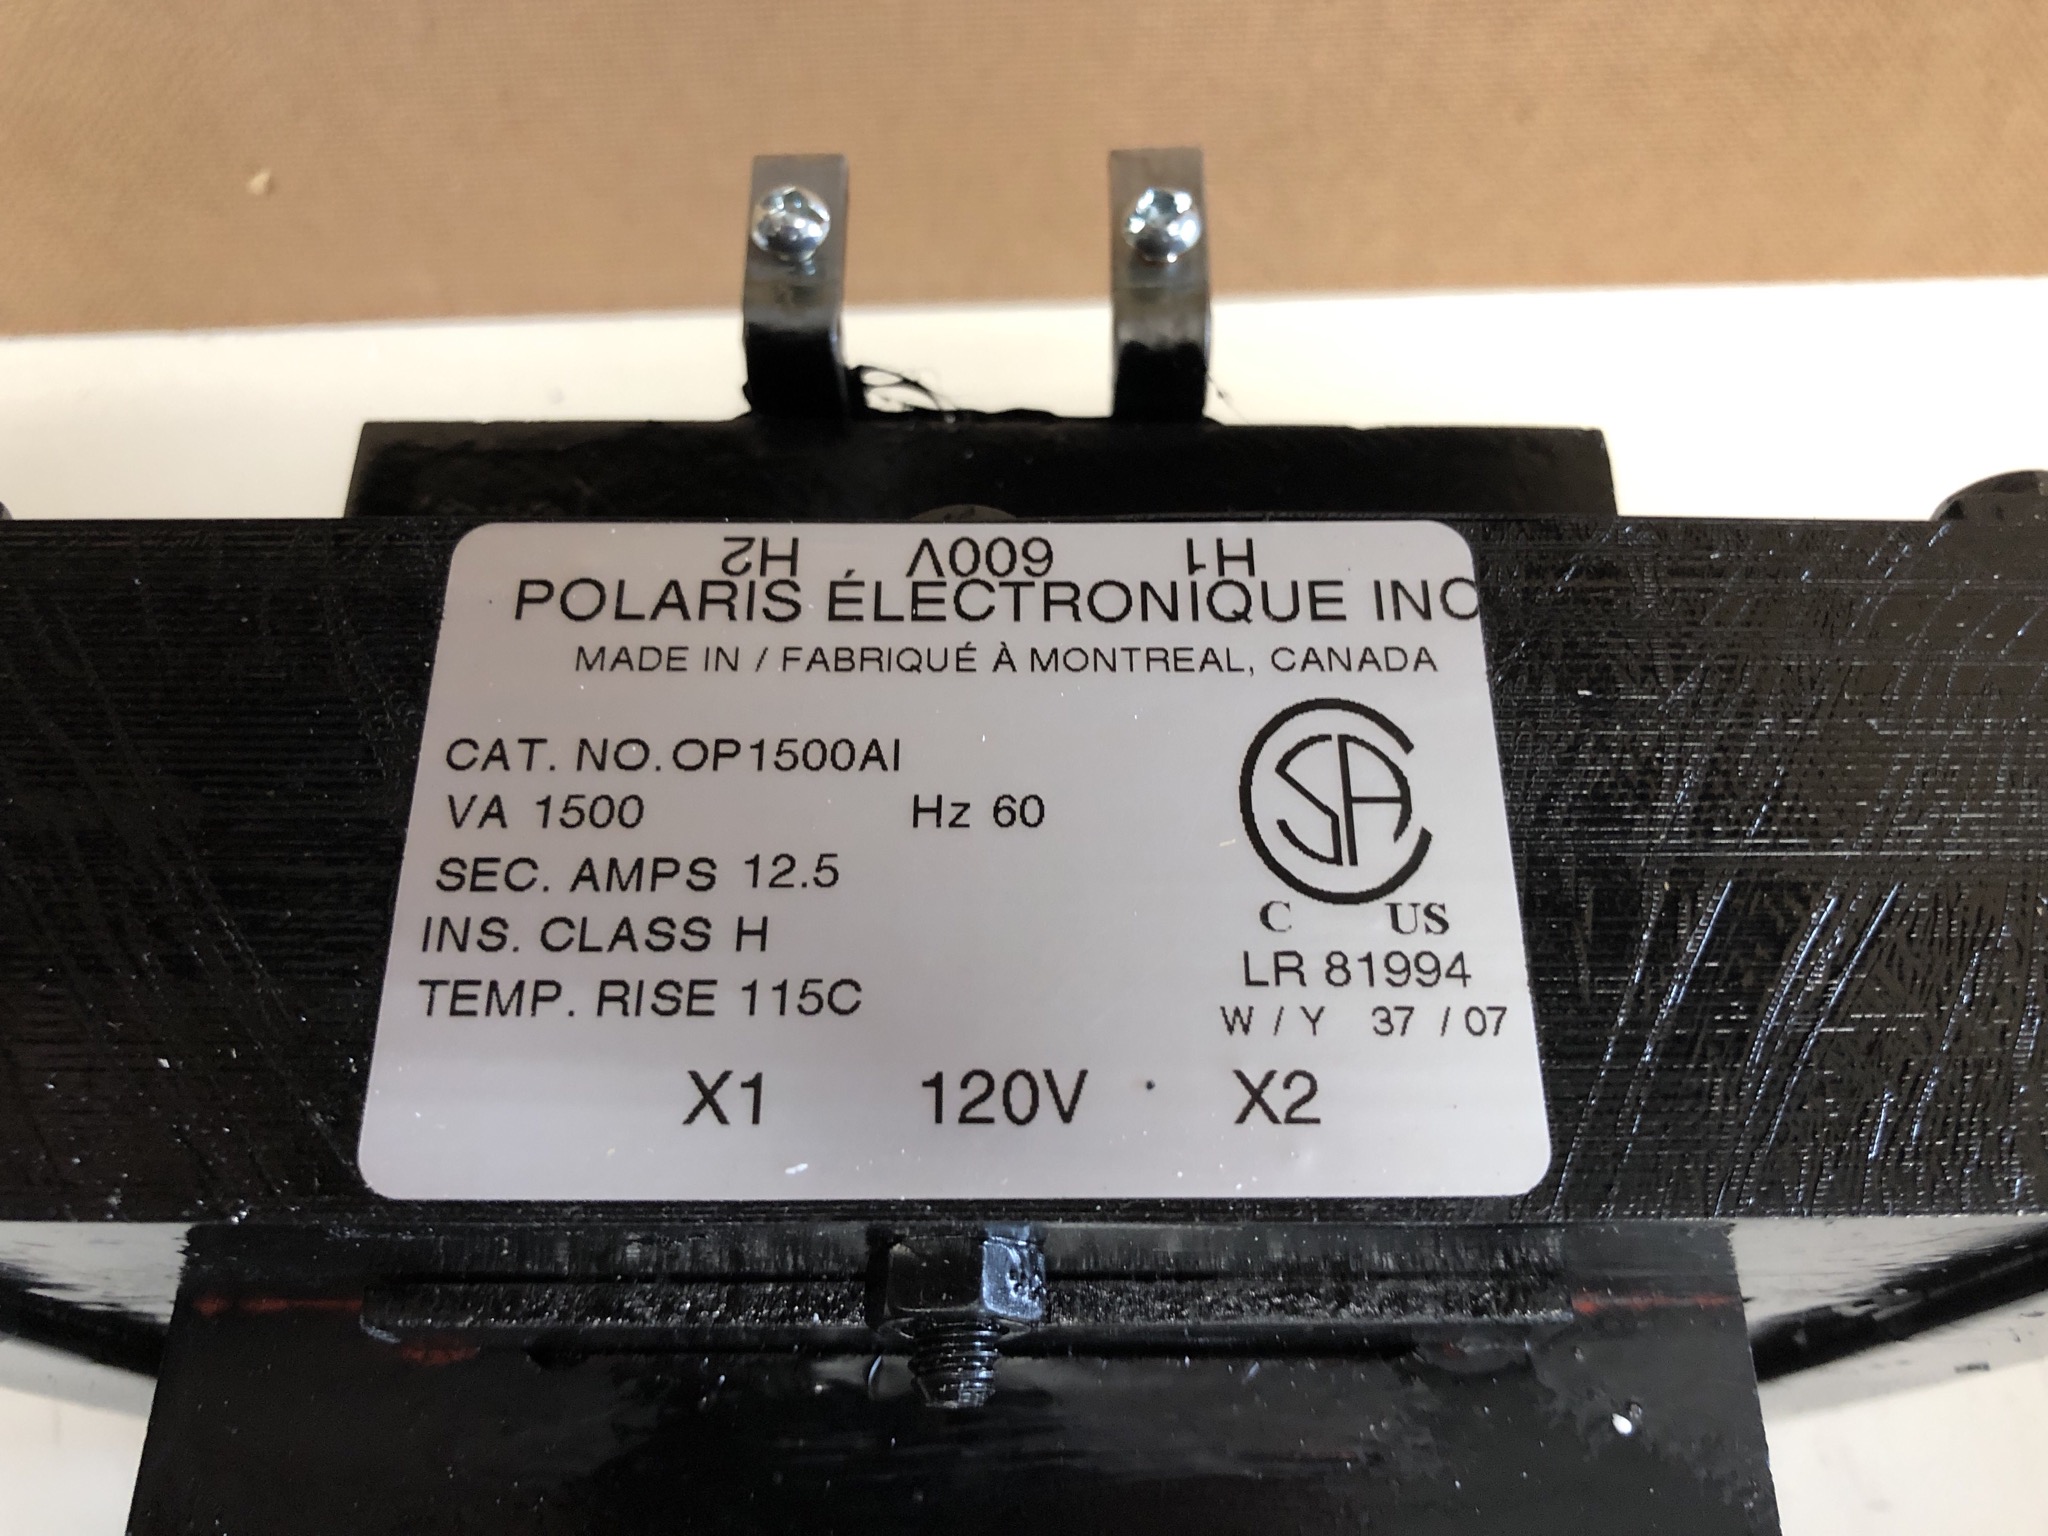 H2 600V H1
POLARIS ÉLECTRONIQUE INC
MADE IN / FABRIQUÉ À MONTREAL, CANADA
CAT. NO. OP1500AI
VA 1500 Hz 60
SEC. AMPS 12.5
INS. CLASS H
TEMP. RISE 115C
CSA
C US
LR 81994
W / Y 37 / 07
X1 120V X2